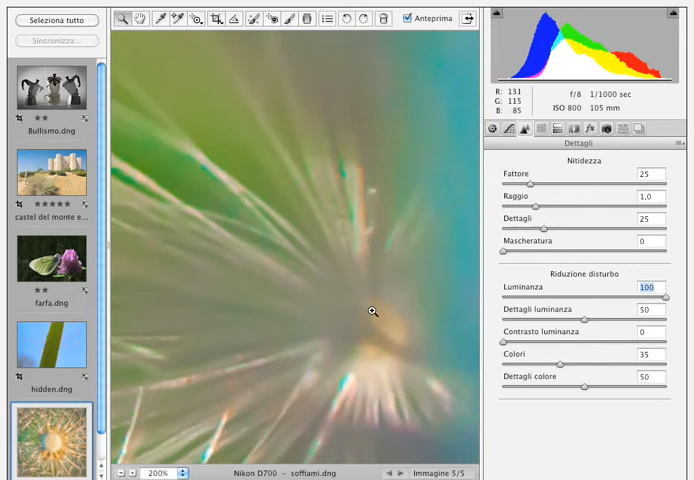 Seleziona tutto
Sincronizza...
Bullismo.dng
castel del monte e...
farfa.dng
hidden.dng
Anteprima
200%
Nikon D700 - soffiami.dng
Immagine 5/5
R: 131
G: 115
B: 85
f/8 1/1000 sec
ISO 800 105 mm
fx
Dettagli
Nitidezza
Fattore 25
Raggio 1,0
Dettagli 25
Mascheratura 0
Riduzione disturbo
Luminanza 100
Dettagli luminanza 50
Contrasto luminanza 0
Colori 35
Dettagli colore 50